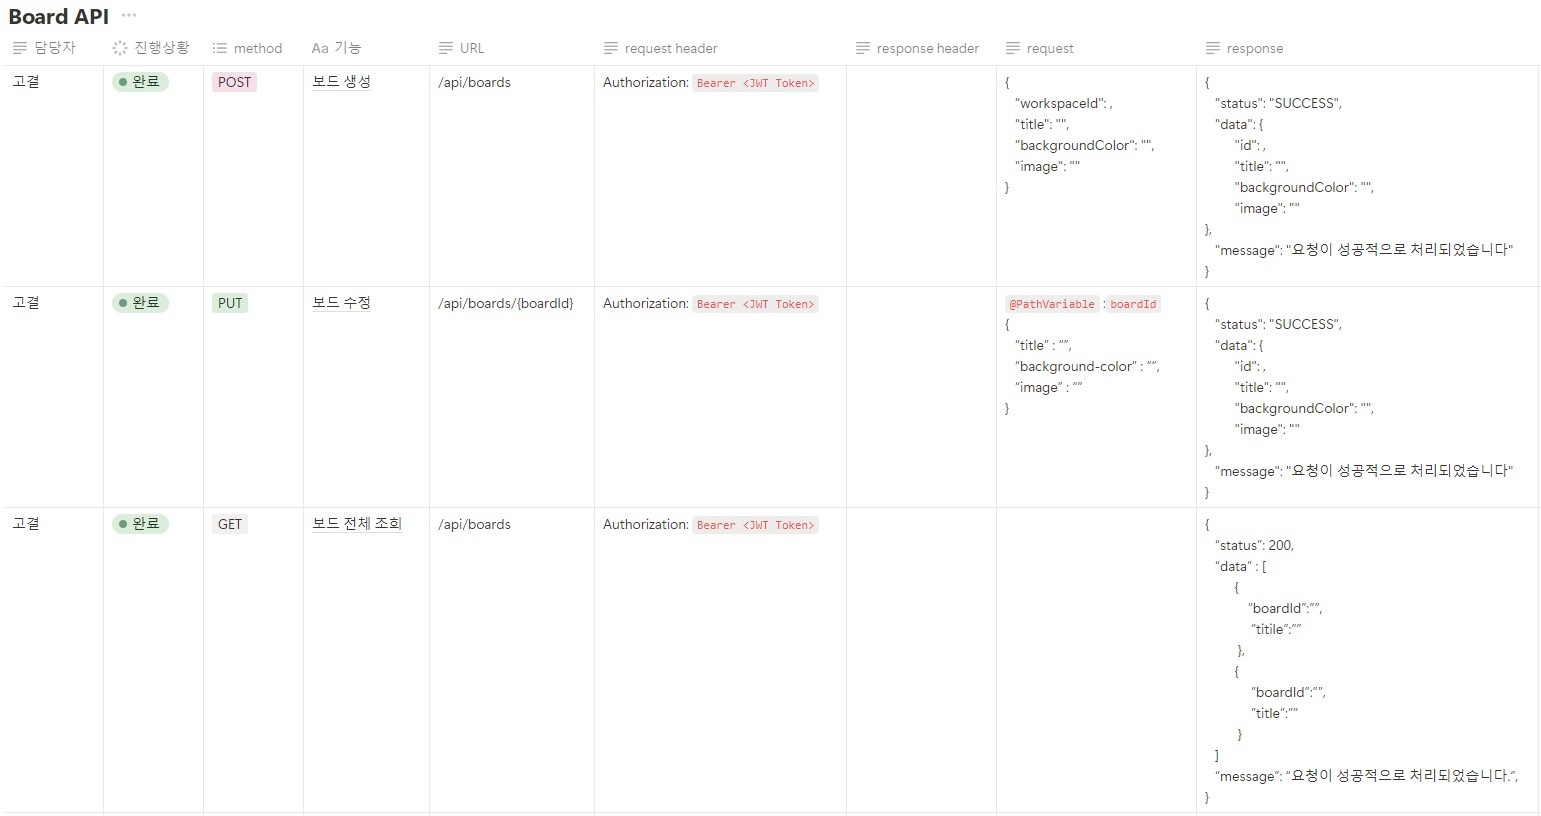 Board API ...
담당자 진행상황 method Aa 기능 URL request header response header request response
고결 완료 POST 보드 생성 /api/boards Authorization: Bearer <JWT Token>
{
"workspaceId": ,
"title": "",
"backgroundColor": "",
"image": ""
}
{
"status": "SUCCESS",
"data": {
"id": ,
"title": "",
"backgroundColor": "",
"image": ""
},
"message": "요청이 성공적으로 처리되었습니다"
}
고결 완료 PUT 보드 수정 /api/boards/{boardId} Authorization: Bearer <JWT Token>
@PathVariable : boardId
{
“title” : “”,
“background-color” : “”,
“image” : “”
}
{
"status": "SUCCESS",
"data": {
"id": ,
"title": "",
"backgroundColor": "",
"image": ""
},
"message": "요청이 성공적으로 처리되었습니다"
}
고결 완료 GET 보드 전체 조회 /api/boards Authorization: Bearer <JWT Token>
{
“status”: 200,
“data” : [
{
“boardId”:””,
“titile”:””
},
{
“boardId”:””,
“title”:””
}
]
“message”: “요청이 성공적으로 처리되었습니다.”,
}